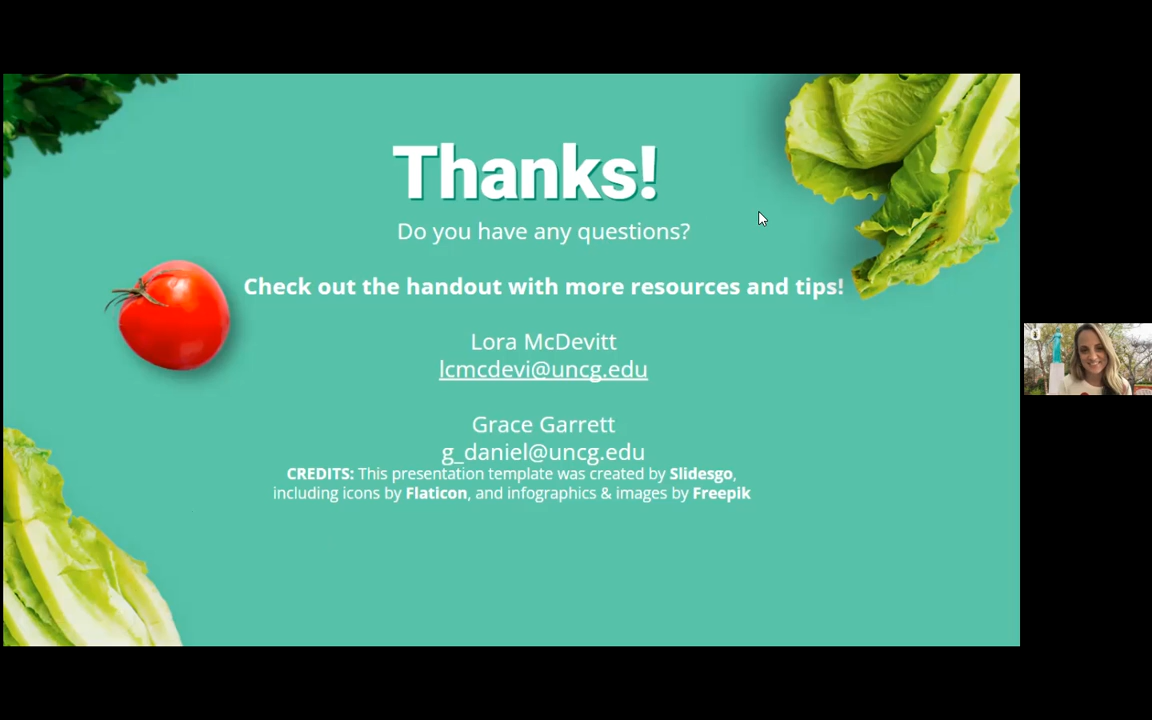 Thanks!
Do you have any questions?
Check out the handout with more resources and tips!
Lora McDevitt
lcmcdevi@uncg.edu
Grace Garrett
g_daniel@uncg.edu
CREDITS: This presentation template was created by Slidesgo,
including icons by Flaticon, and infographics & images by Freepik